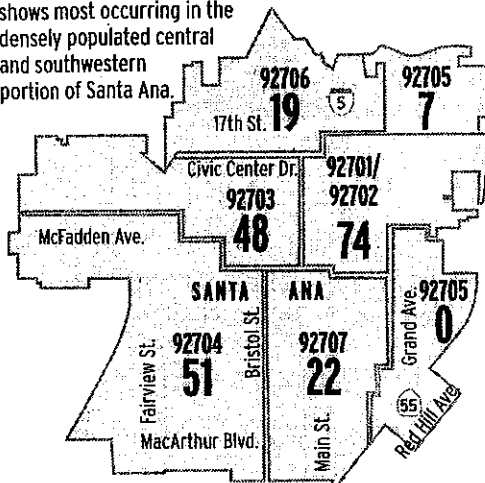 shows most occurring in the
densely populated central
and southwestern
portion of Santa Ana.
92706
19
5
17th St.
92705
7
Civic Center Dr.
92703
48
92701/
92702
74
McFadden Ave.
SANTA ANA
Fairview St.
92704
51
Bristol St.
92707
22
Main St.
Grand Ave.
92705
0
55
Red Hill Ave.
MacArthur Blvd.